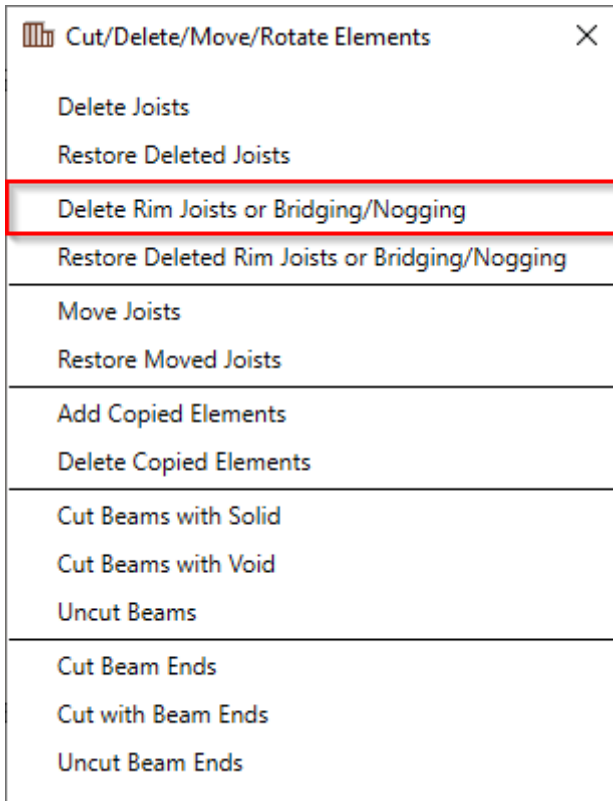 Cut/Delete/Move/Rotate Elements
Delete Joists
Restore Deleted Joists
Delete Rim Joists or Bridging/Nogging
Restore Deleted Rim Joists or Bridging/Nogging
Move Joists
Restore Moved Joists
Add Copied Elements
Delete Copied Elements
Cut Beams with Solid
Cut Beams with Void
Uncut Beams
Cut Beam Ends
Cut with Beam Ends
Uncut Beam Ends